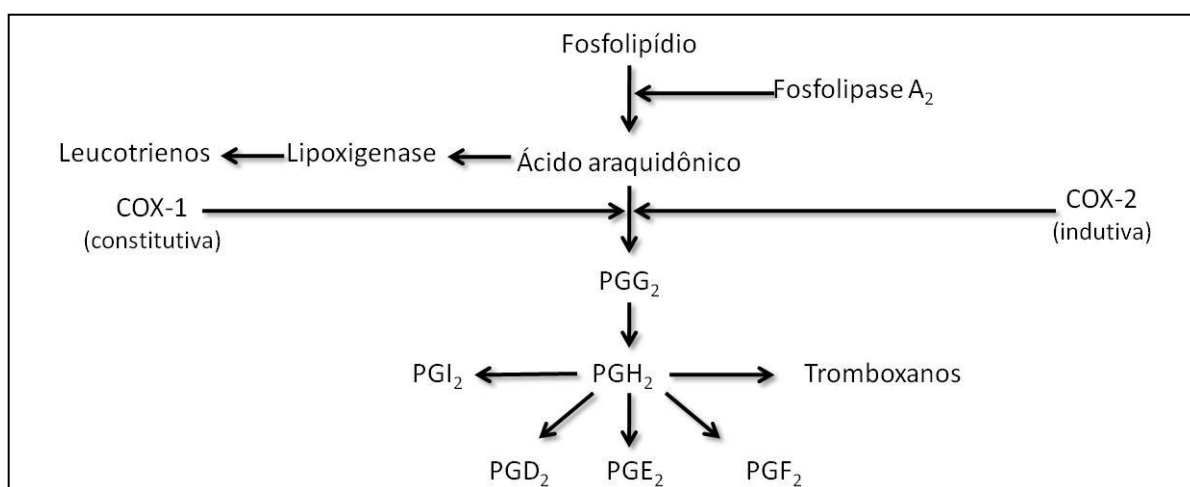 Fosfolipídio
Fosfolipase A₂
Leucotrienos
Lipoxigenase
Ácido araquidônico
COX-1
(constitutiva)
COX-2
(indutiva)
PGG₂
PGI₂
PGH₂
Tromboxanos
PGD₂
PGE₂
PGF₂